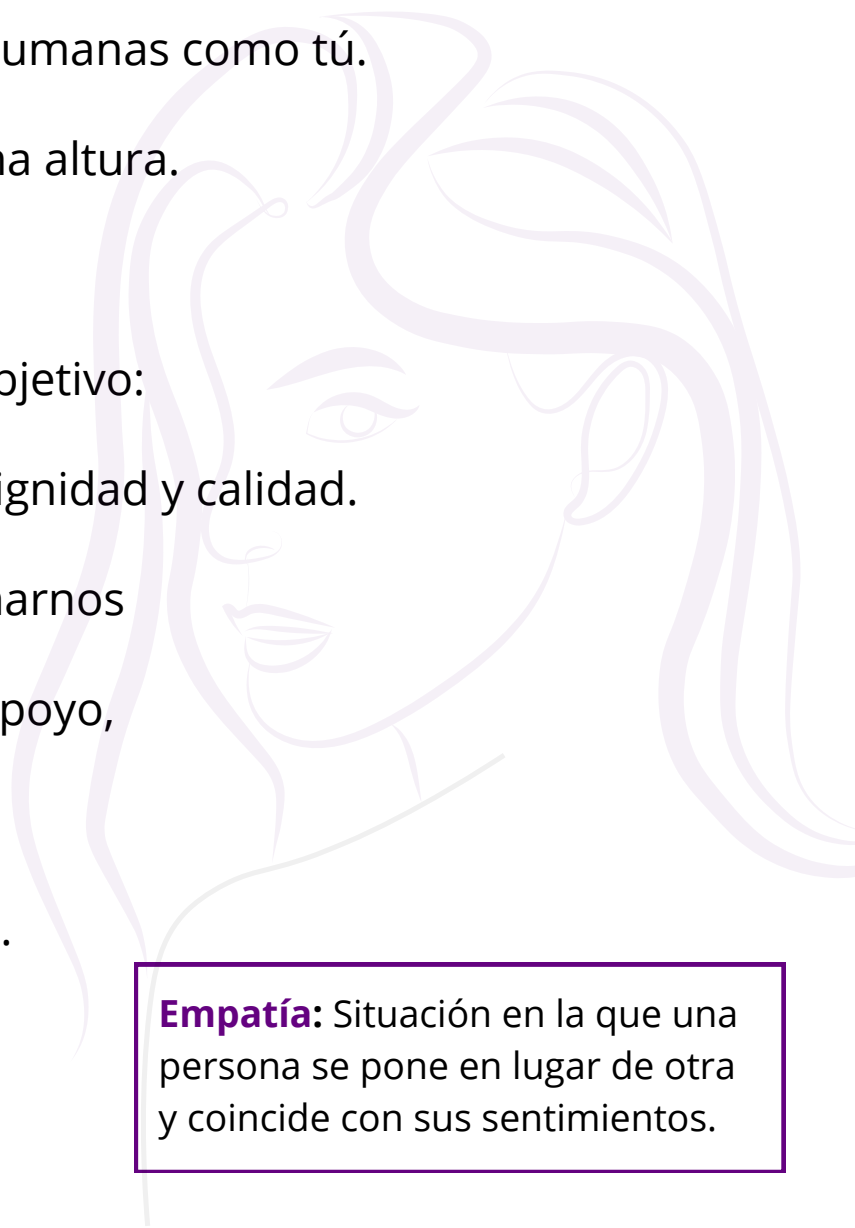 umanas como tú.
na altura.
ojetivo:
ignidad y calidad.
narnos
poyo,
.
Empatía: Situación en la que una
persona se pone en lugar de otra
y coincide con sus sentimientos.